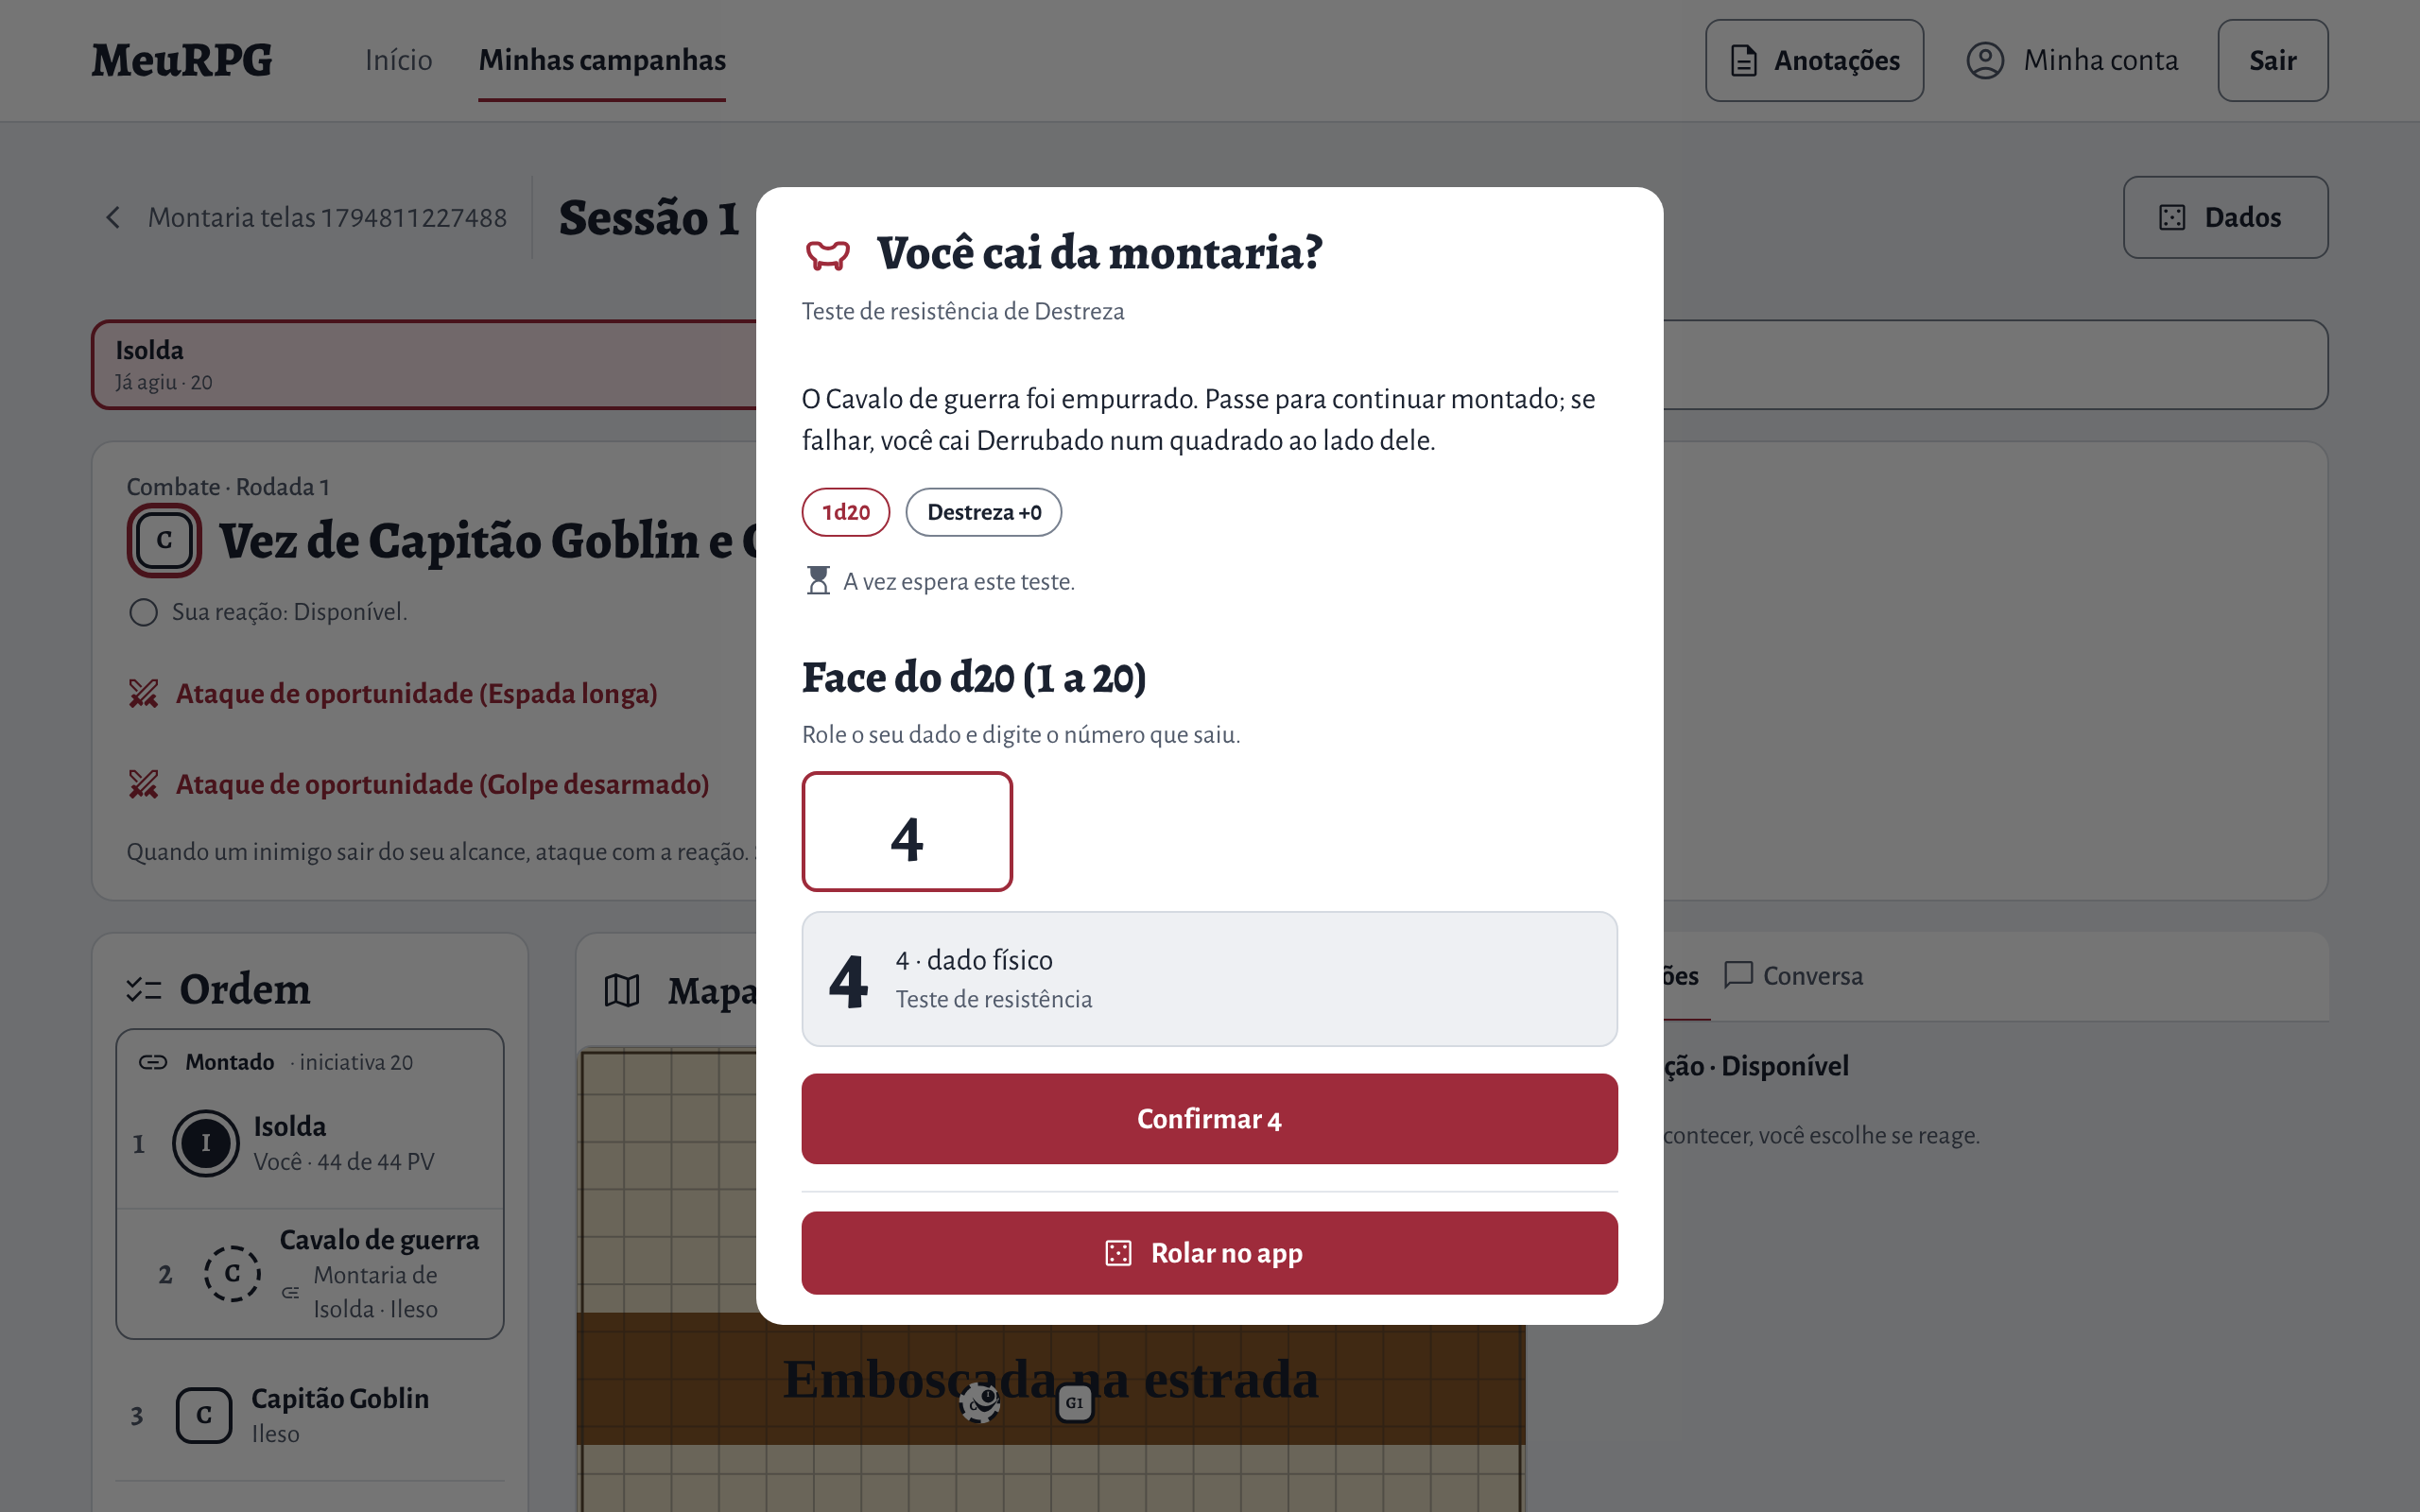 MeuRPG
Início
Minhas campanhas
Anotações
Minha conta
Sair
Montaria telas 1794811227488
Sessão 1
Dados
Isolda
Já agiu · 20
Combate · Rodada 1
C
Vez de Capitão Goblin e
Sua reação: Disponível.
Ataque de oportunidade (Espada longa)
Ataque de oportunidade (Golpe desarmado)
Quando um inimigo sair do seu alcance, ataque com a reação.
Você cai da montaria?
Teste de resistência de Destreza
O Cavalo de guerra foi empurrado. Passe para continuar montado; se
falhar, você cai Derrubado num quadrado ao lado dele.
1d20
Destreza +0
A vez espera este teste.
Face do d20 (1 a 20)
Role o seu dado e digite o número que saiu.
4
4
4 · dado físico
Teste de resistência
Confirmar 4
Rolar no app
Ordem
Montado · iniciativa 20
1
I
Isolda
Você · 44 de 44 PV
2
C
Cavalo de guerra
Montaria de
Isolda · Ileso
3
C
Capitão Goblin
Ileso
Mapa
Emboscada na estrada
G1
Conversa
· Disponível
você escolhe se reage.